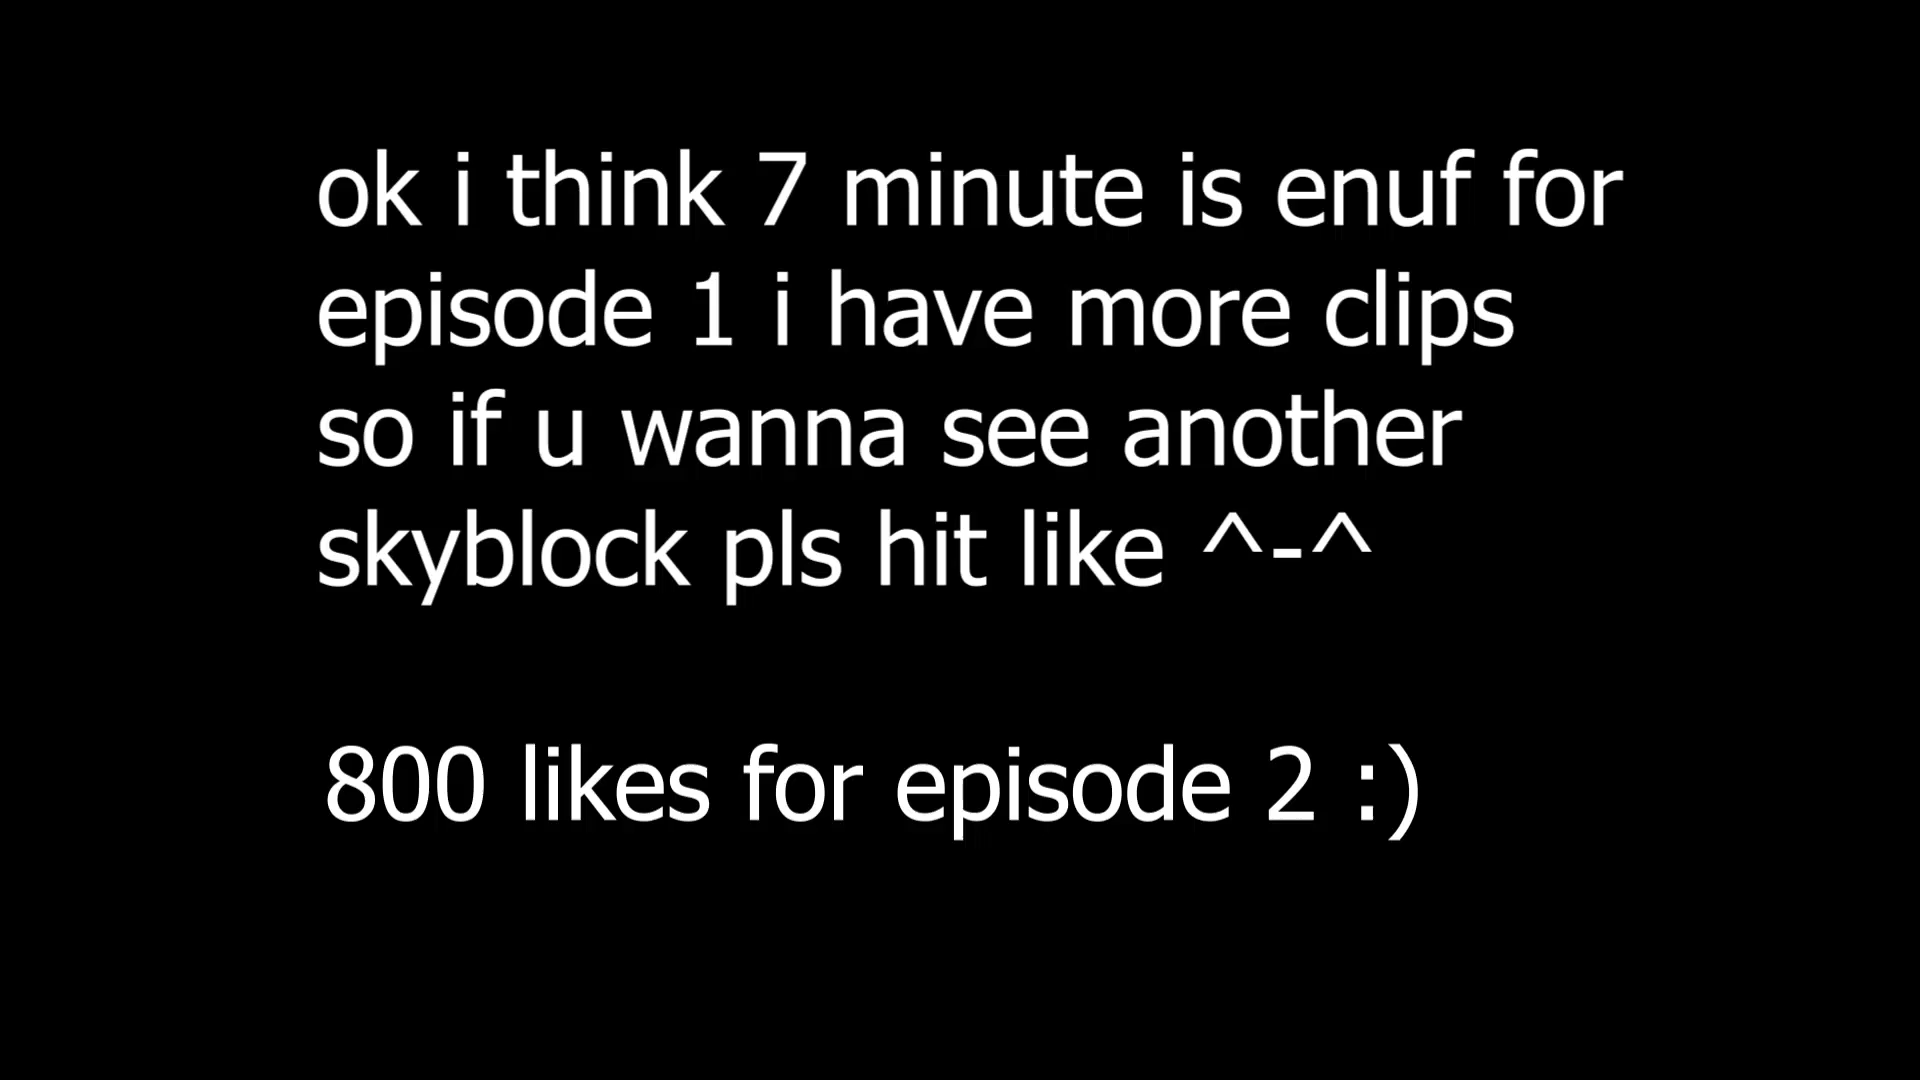 ok i think 7 minute is enuf for
episode 1 i have more clips
so if u wanna see another
skyblock pls hit like ^-^
800 likes for episode 2 :)